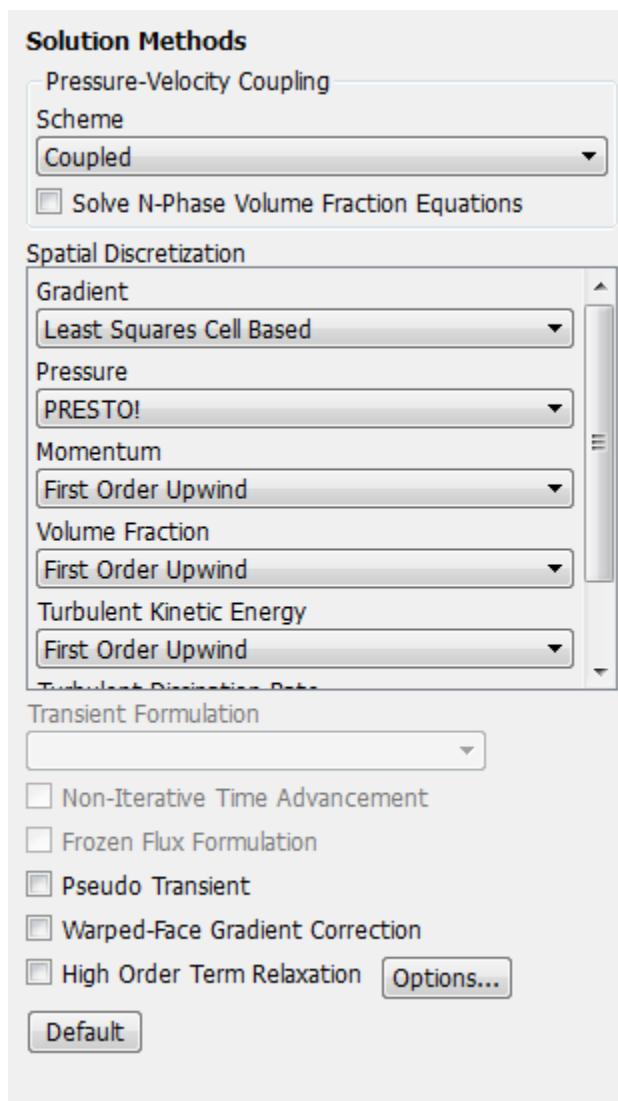 Solution Methods
Pressure-Velocity Coupling
Scheme
Coupled
Solve N-Phase Volume Fraction Equations
Spatial Discretization
Gradient
Least Squares Cell Based
Pressure
PRESTO!
Momentum
First Order Upwind
Volume Fraction
First Order Upwind
Turbulent Kinetic Energy
First Order Upwind
Turbulent Dissipation Rate
Transient Formulation
Non-Iterative Time Advancement
Frozen Flux Formulation
Pseudo Transient
Warped-Face Gradient Correction
High Order Term Relaxation Options...
Default